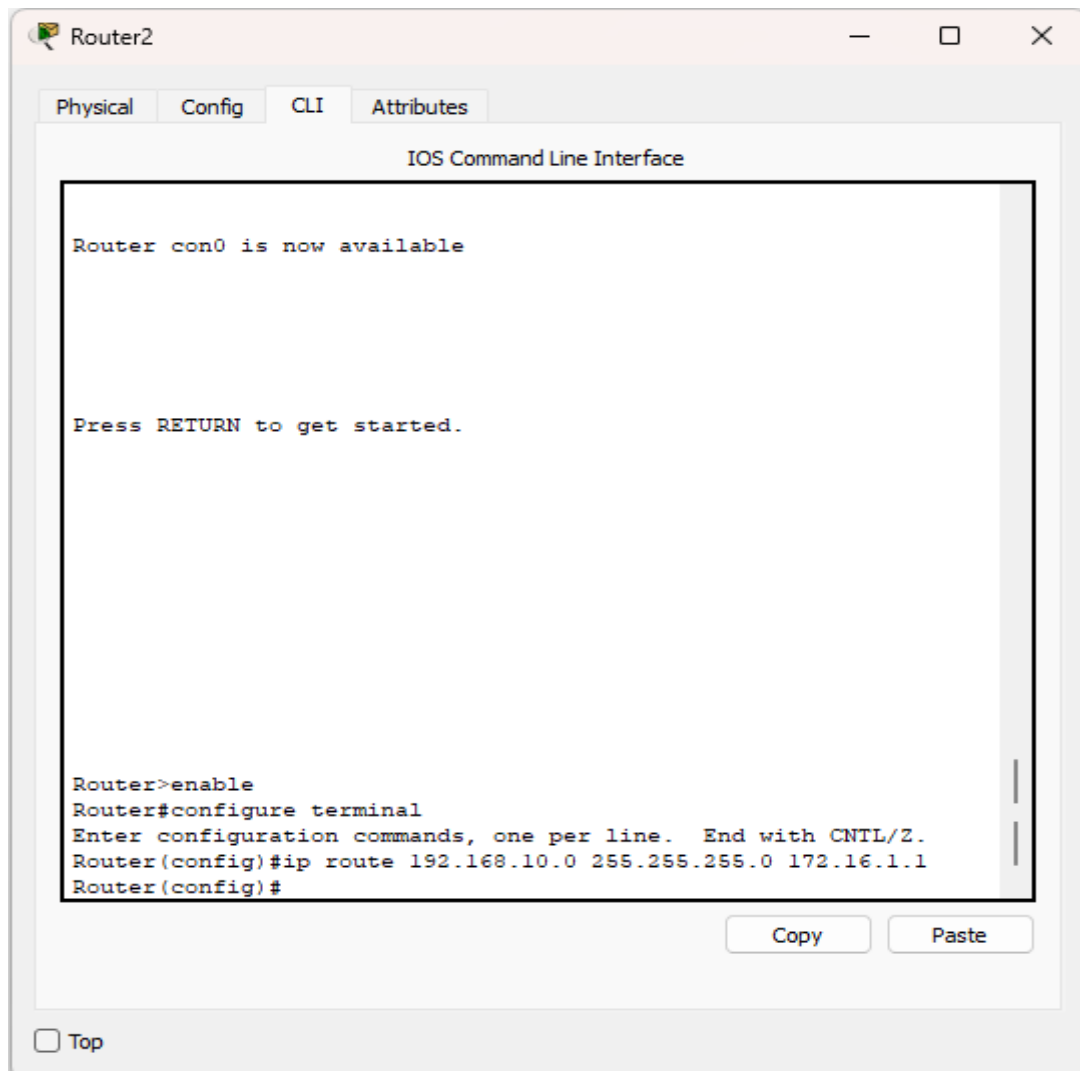 Router2
Physical Config CLI Attributes
IOS Command Line Interface
Router con0 is now available
Press RETURN to get started.
Router>enable
Router#configure terminal
Enter configuration commands, one per line.  End with CNTL/Z.
Router(config)#ip route 192.168.10.0 255.255.255.0 172.16.1.1
Router(config)#
Copy Paste
Top